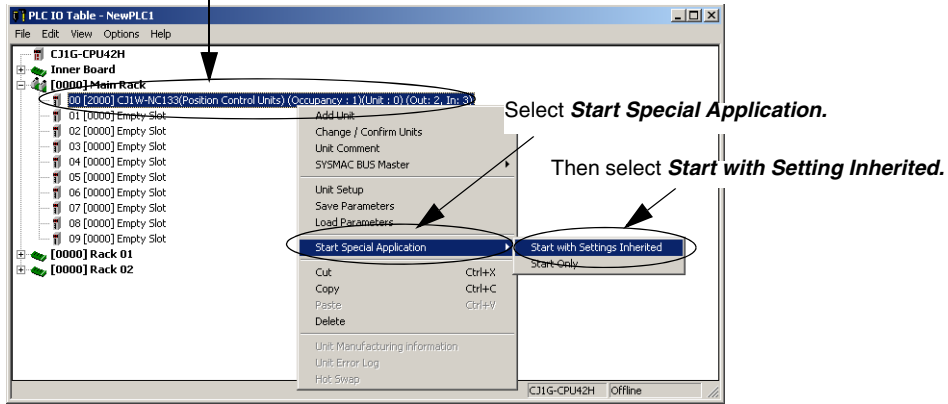 PLC IO Table - NewPLC1
File Edit View Options Help
CJ1G-CPU42H
Inner Board
[0000] Main Rack
00 [2000] CJ1W-NC133(Position Control Units) (Occupancy : 1)(Unit : 0) (Out: 2, In: 3)
01 [0000] Empty Slot
02 [0000] Empty Slot
03 [0000] Empty Slot
04 [0000] Empty Slot
05 [0000] Empty Slot
06 [0000] Empty Slot
07 [0000] Empty Slot
08 [0000] Empty Slot
09 [0000] Empty Slot
[0000] Rack 01
[0000] Rack 02
Add Unit
Change / Confirm Units
Unit Comment
SYSMAC BUS Master
Unit Setup
Save Parameters
Load Parameters
Start Special Application
Cut Ctrl+X
Copy Ctrl+C
Paste Ctrl+V
Delete
Unit Manufacturing information
Unit Error Log
Hot Swap
Start with Settings Inherited
Start Only
Select Start Special Application.
Then select Start with Setting Inherited.
CJ1G-CPU42H Offline